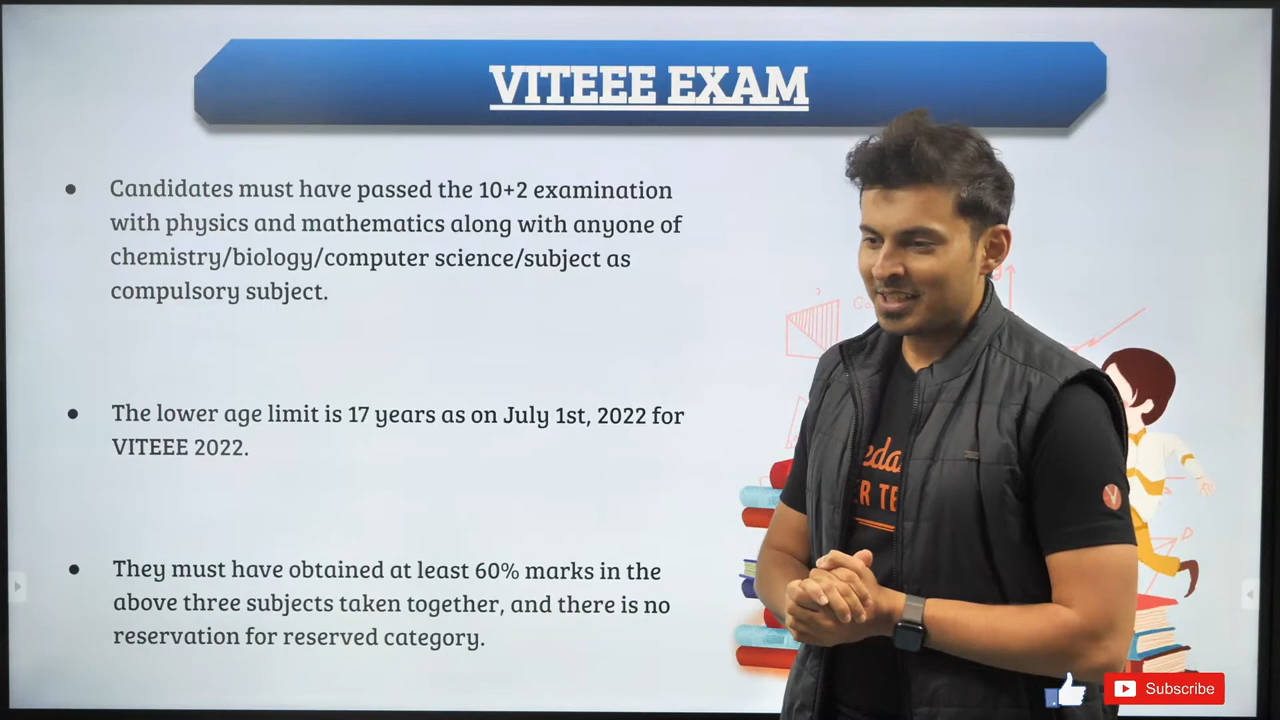 VITEEE EXAM
● Candidates must have passed the 10+2 examination
with physics and mathematics along with anyone of
chemistry/biology/computer science/subject as
compulsory subject.
● The lower age limit is 17 years as on July 1st, 2022 for
VITEEE 2022.
● They must have obtained at least 60% marks in the
above three subjects taken together, and there is no
reservation for reserved category.
V
Subscribe